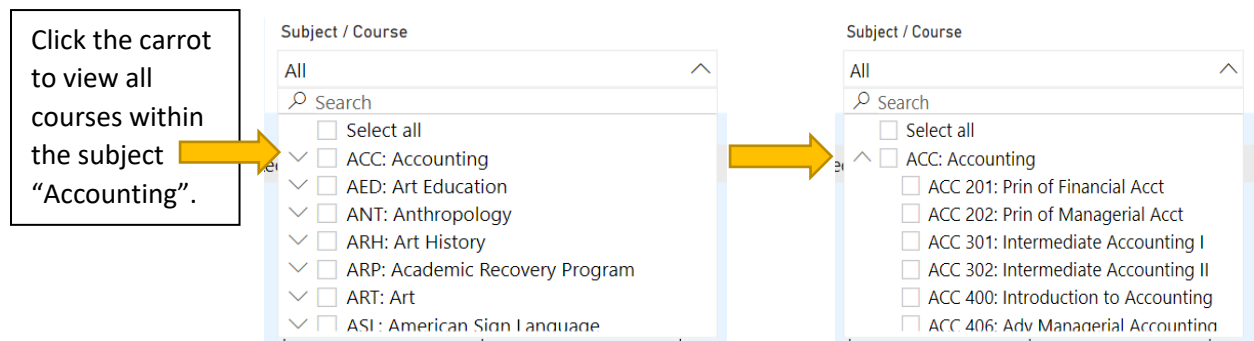 Click the carrot
to view all
courses within
the subject
“Accounting”.
Subject / Course
All
Search
Select all
ACC: Accounting
AED: Art Education
ANT: Anthropology
ARH: Art History
ARP: Academic Recovery Program
ART: Art
ASL: American Sign Language
Subject / Course
All
Search
Select all
ACC: Accounting
ACC 201: Prin of Financial Acct
ACC 202: Prin of Managerial Acct
ACC 301: Intermediate Accounting I
ACC 302: Intermediate Accounting II
ACC 400: Introduction to Accounting
ACC 406: Adv Managerial Accounting